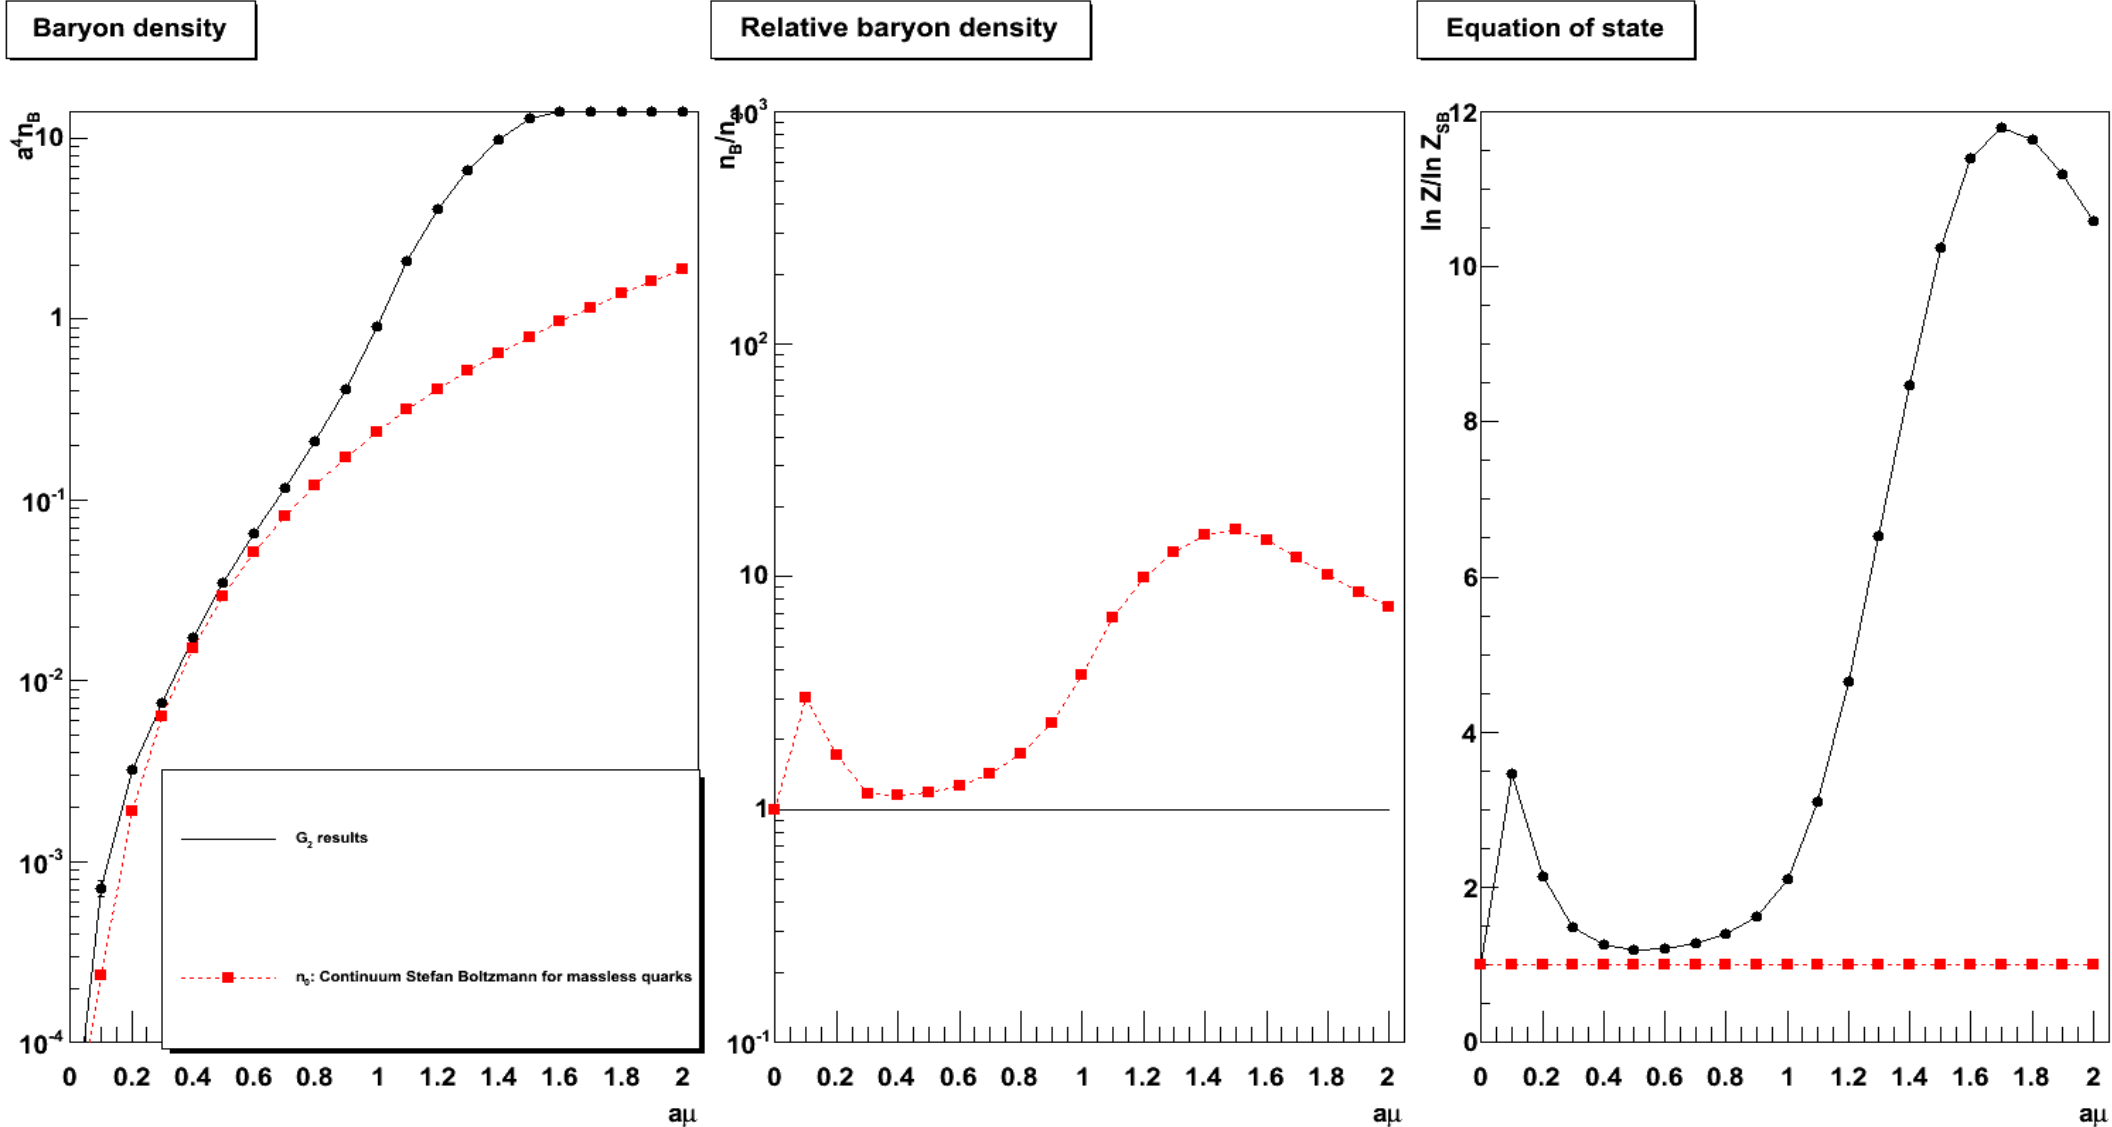 Baryon density
a⁴n_B
10
1
10⁻¹
10⁻²
10⁻³
10⁻⁴
0 0.2 0.4 0.6 0.8 1 1.2 1.4 1.6 1.8 2
aμ
G₂ results
n₀: Continuum Stefan Boltzmann for massless quarks
Relative baryon density
n_B/n
10³
10²
10
1
10⁻¹
0 0.2 0.4 0.6 0.8 1 1.2 1.4 1.6 1.8 2
aμ
Equation of state
ln Z/ln Z_SB
12
10
8
6
4
2
0
0 0.2 0.4 0.6 0.8 1 1.2 1.4 1.6 1.8 2
aμ